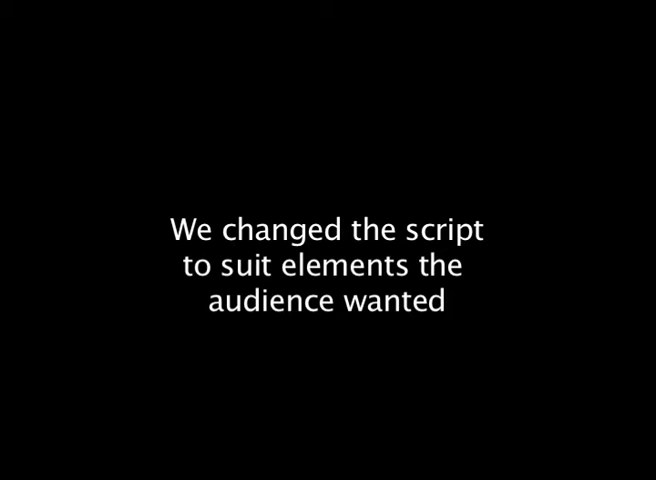 We changed the script
to suit elements the
audience wanted